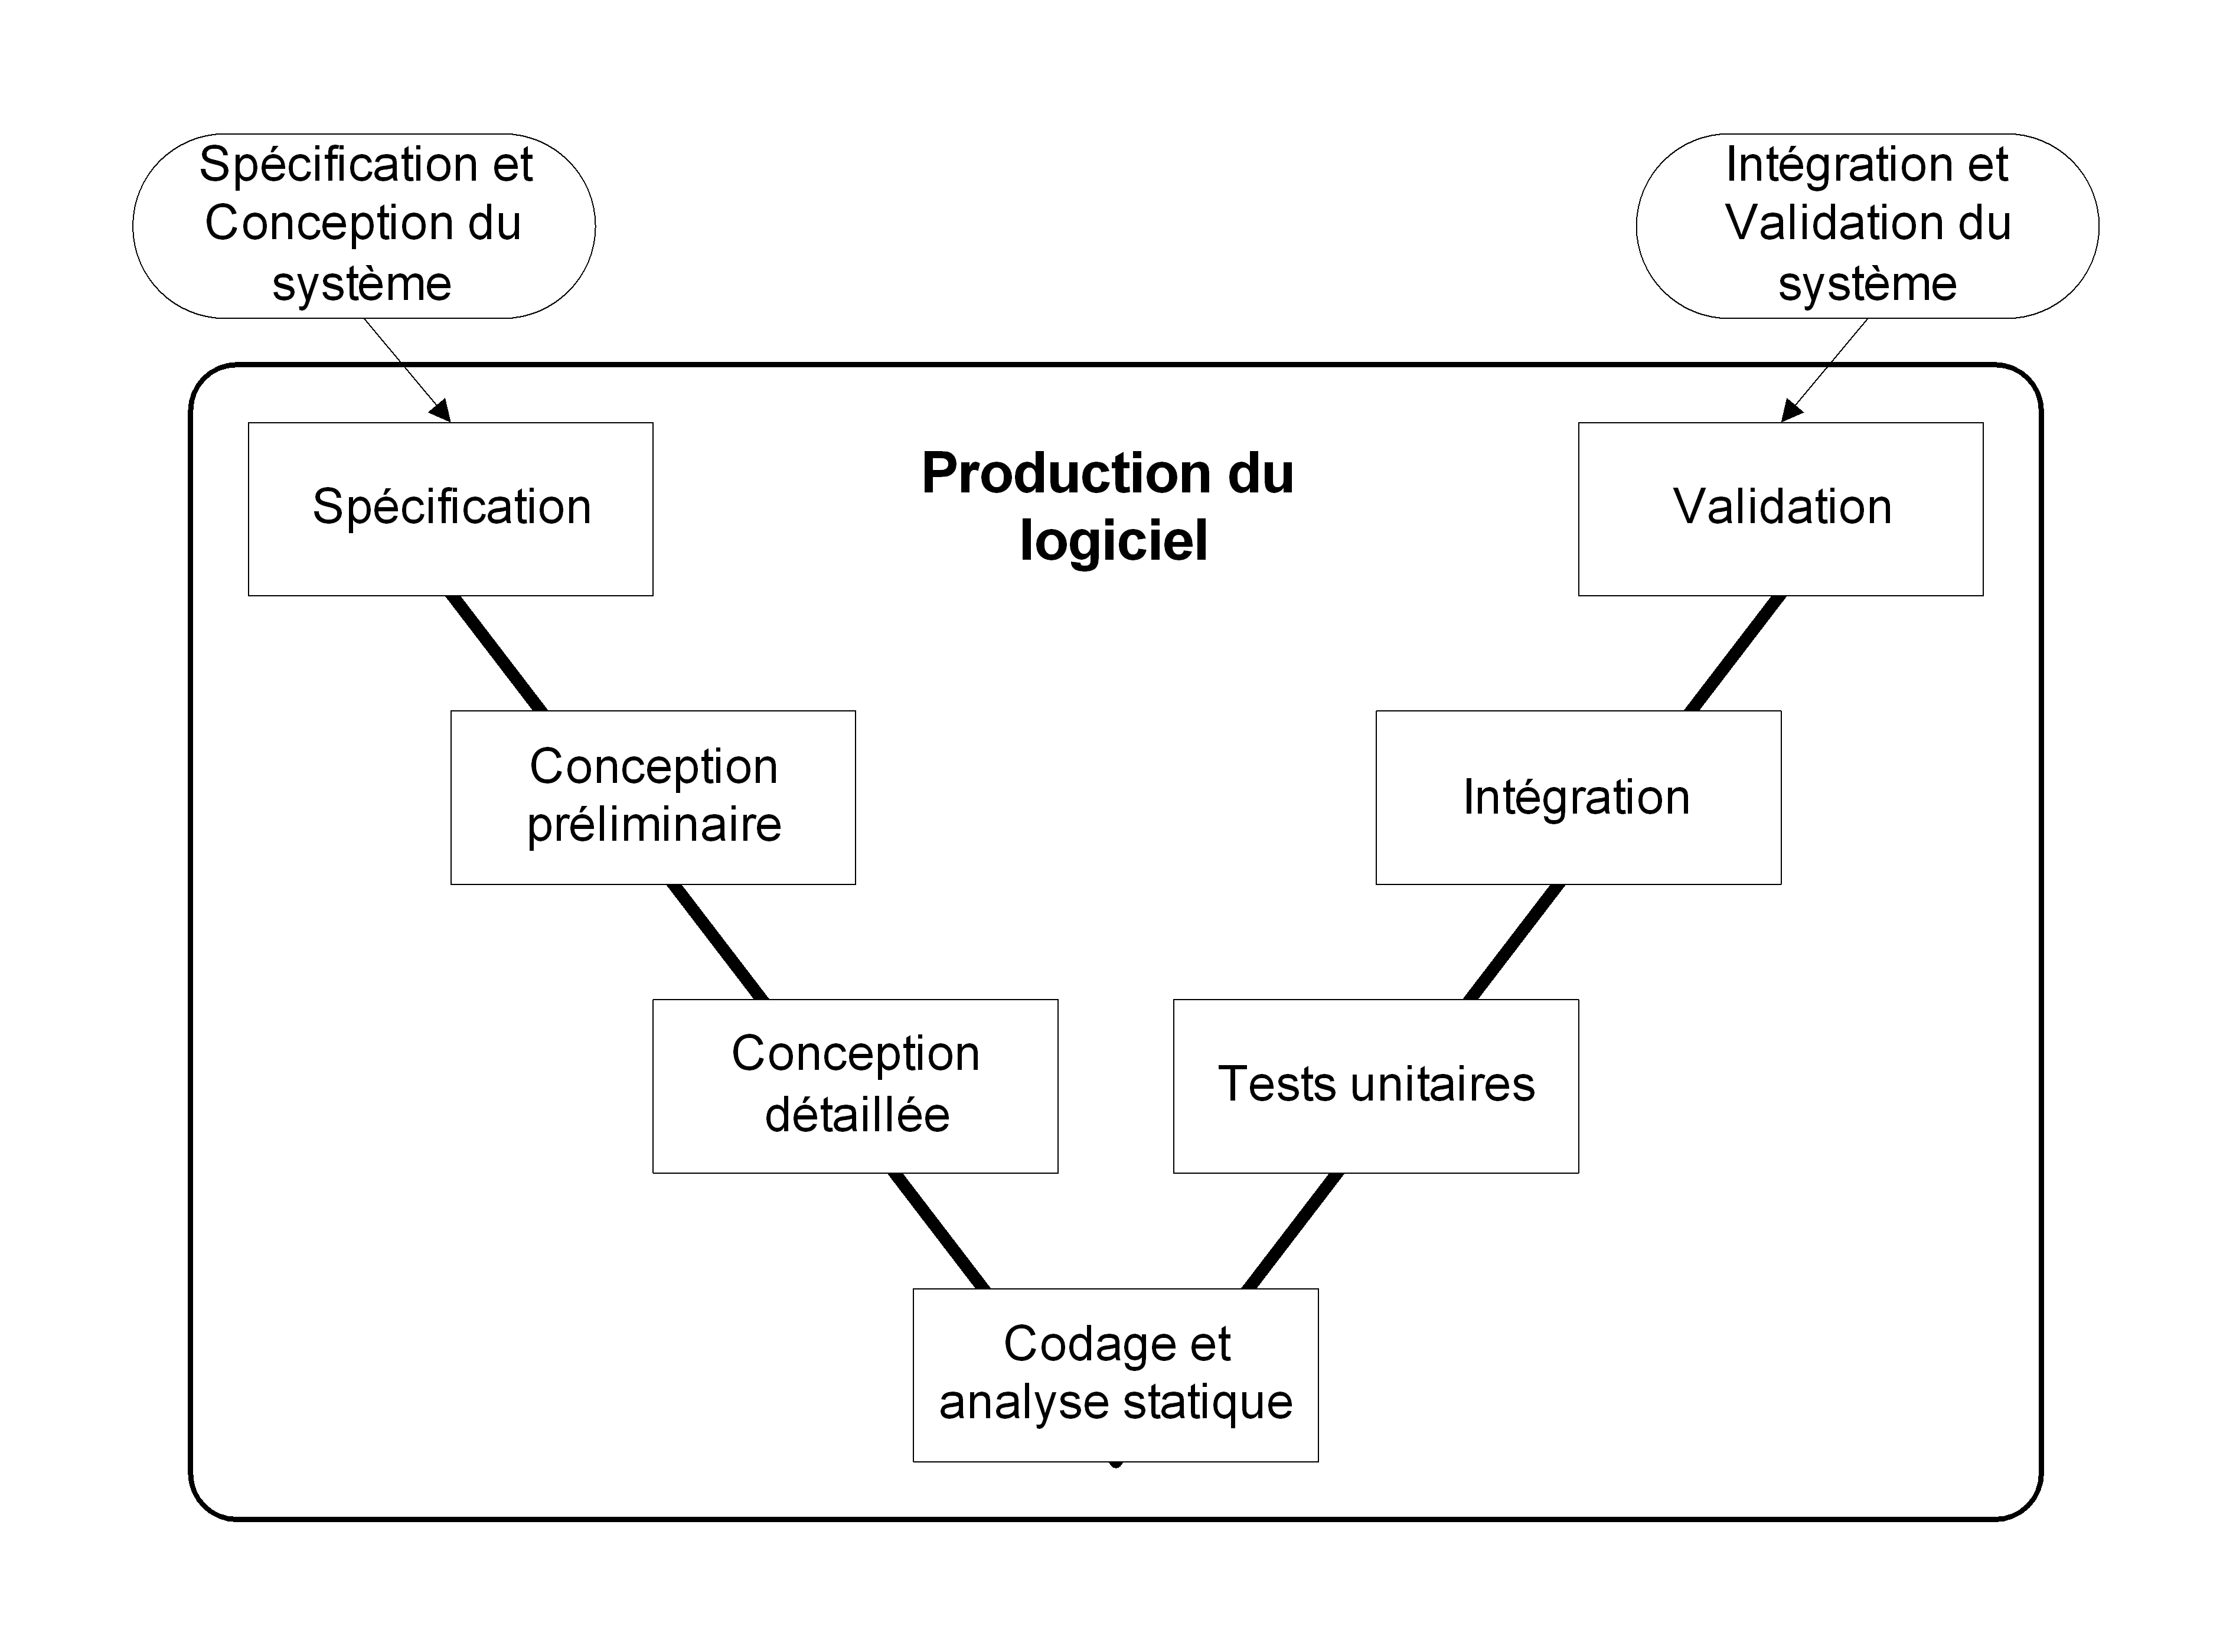 Spécification et
Conception du
système
Intégration et
Validation du
système
Production du
logiciel
Spécification
Validation
Conception
préliminaire
Intégration
Conception
détaillée
Tests unitaires
Codage et
analyse statique